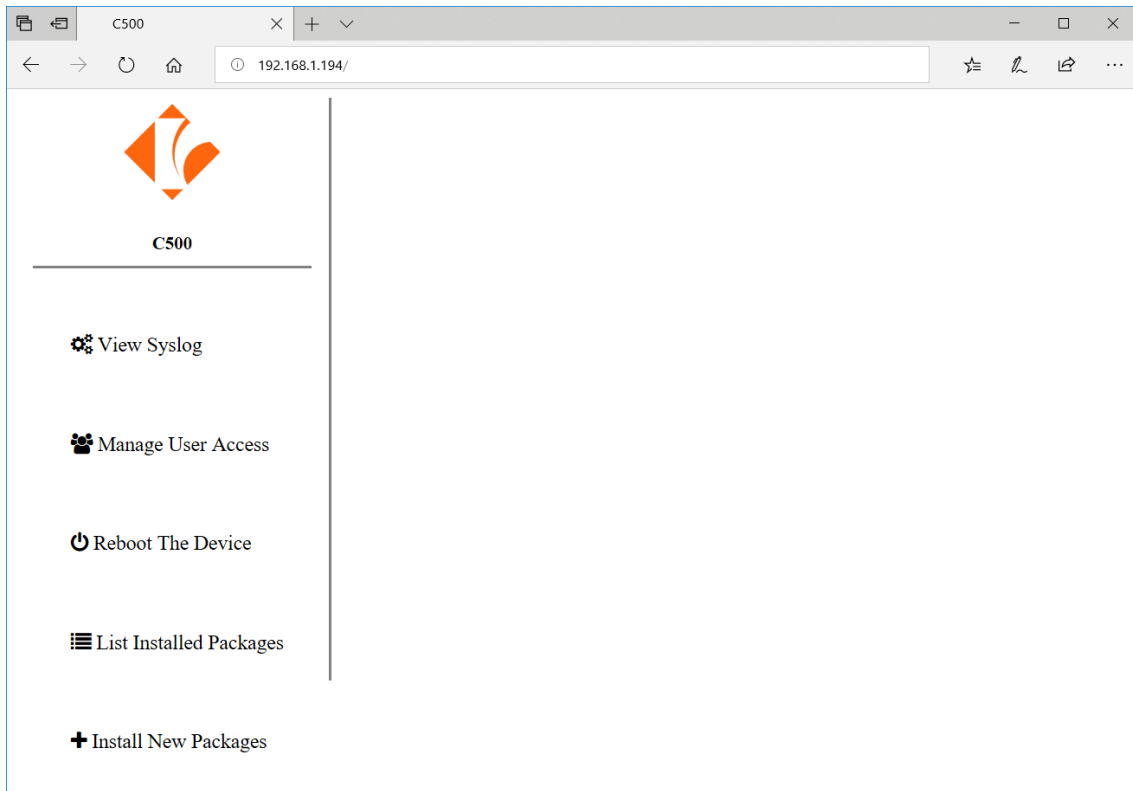 C500
192.168.1.194/
C500
View Syslog
Manage User Access
Reboot The Device
List Installed Packages
Install New Packages